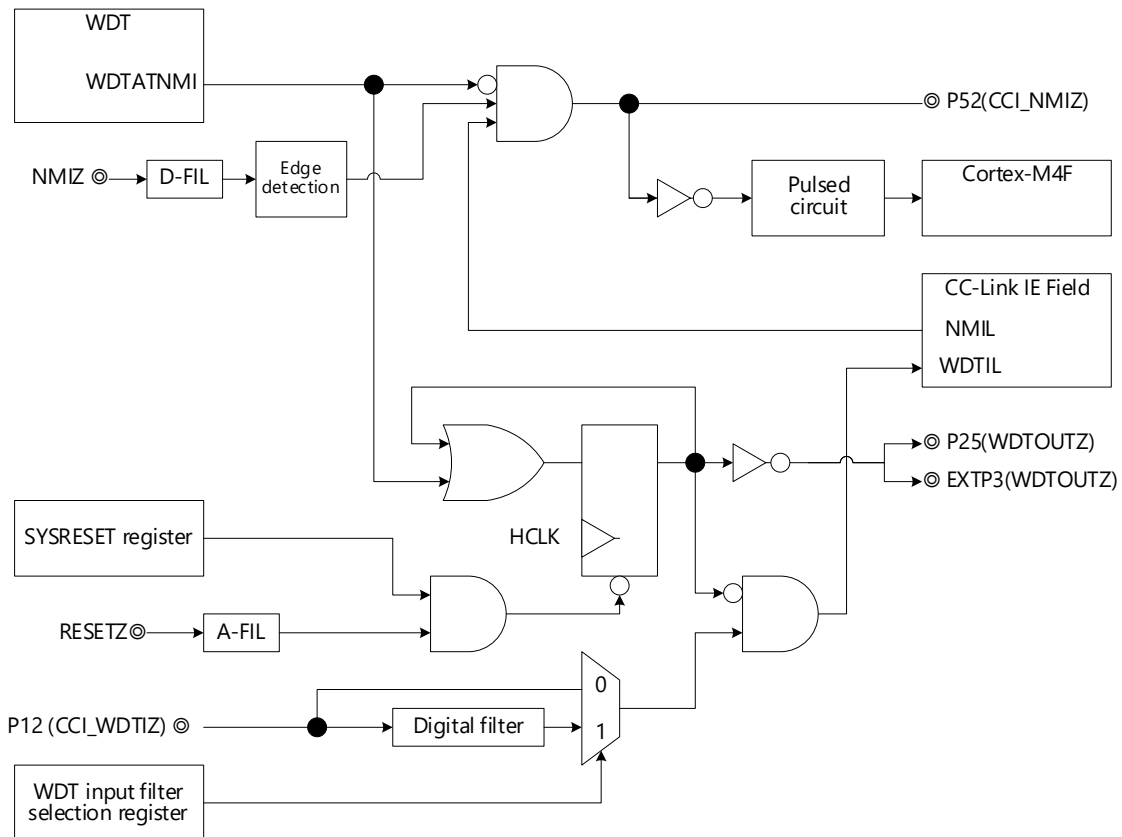 WDT
WDTATNMI
P52(CCI_NMIZ)
NMIZ
D-FIL
Edge
detection
Pulsed
circuit
Cortex-M4F
CC-Link IE Field
NMIL
WDTIL
P25(WDTOUTZ)
EXTP3(WDTOUTZ)
HCLK
SYSRESET register
RESETZ
A-FIL
0
P12 (CCI_WDTIZ)
Digital filter
1
WDT input filter
selection register